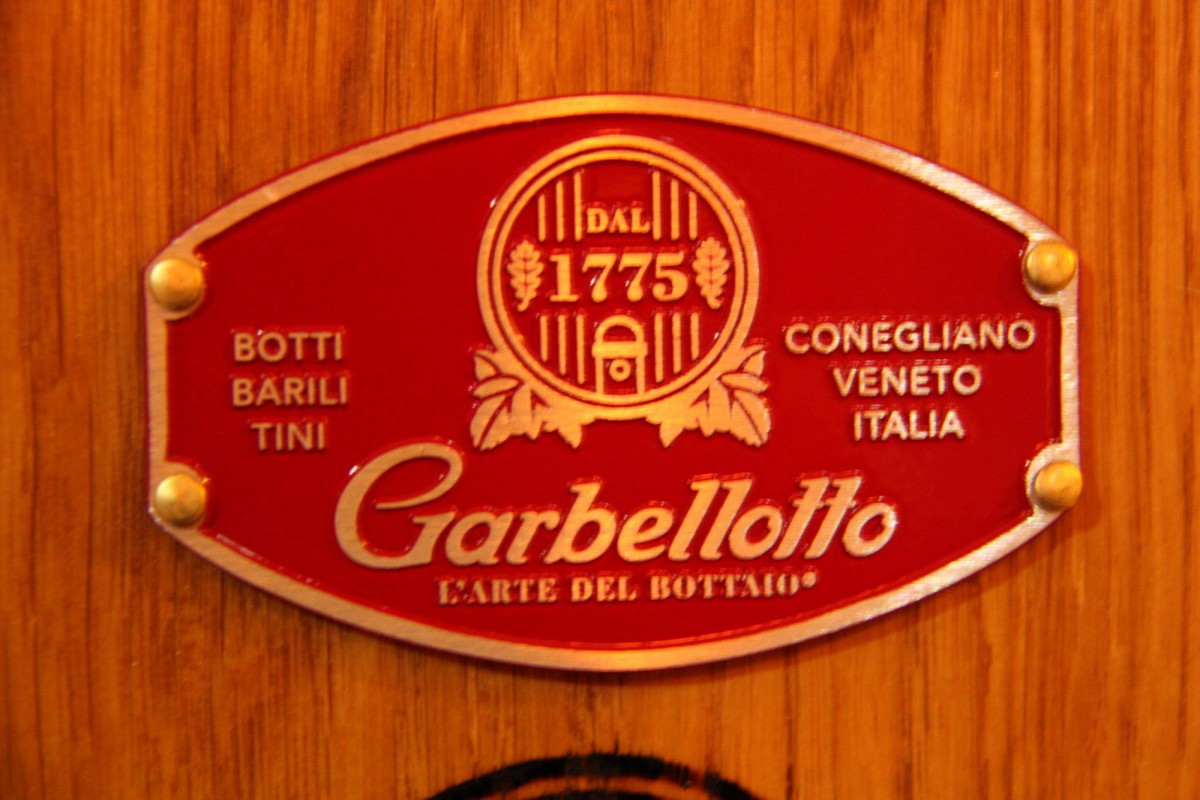 DAL
1775
BOTTI
BARILI
TINI
CONEGLIANO
VENETO
ITALIA
Garbellotto
L'ARTE DEL BOTTAIO®